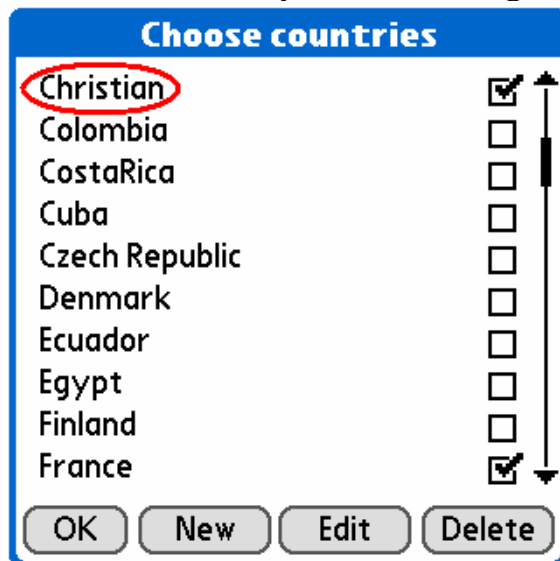 Choose countries
Christian
Colombia
CostaRica
Cuba
Czech Republic
Denmark
Ecuador
Egypt
Finland
France
OK New Edit Delete